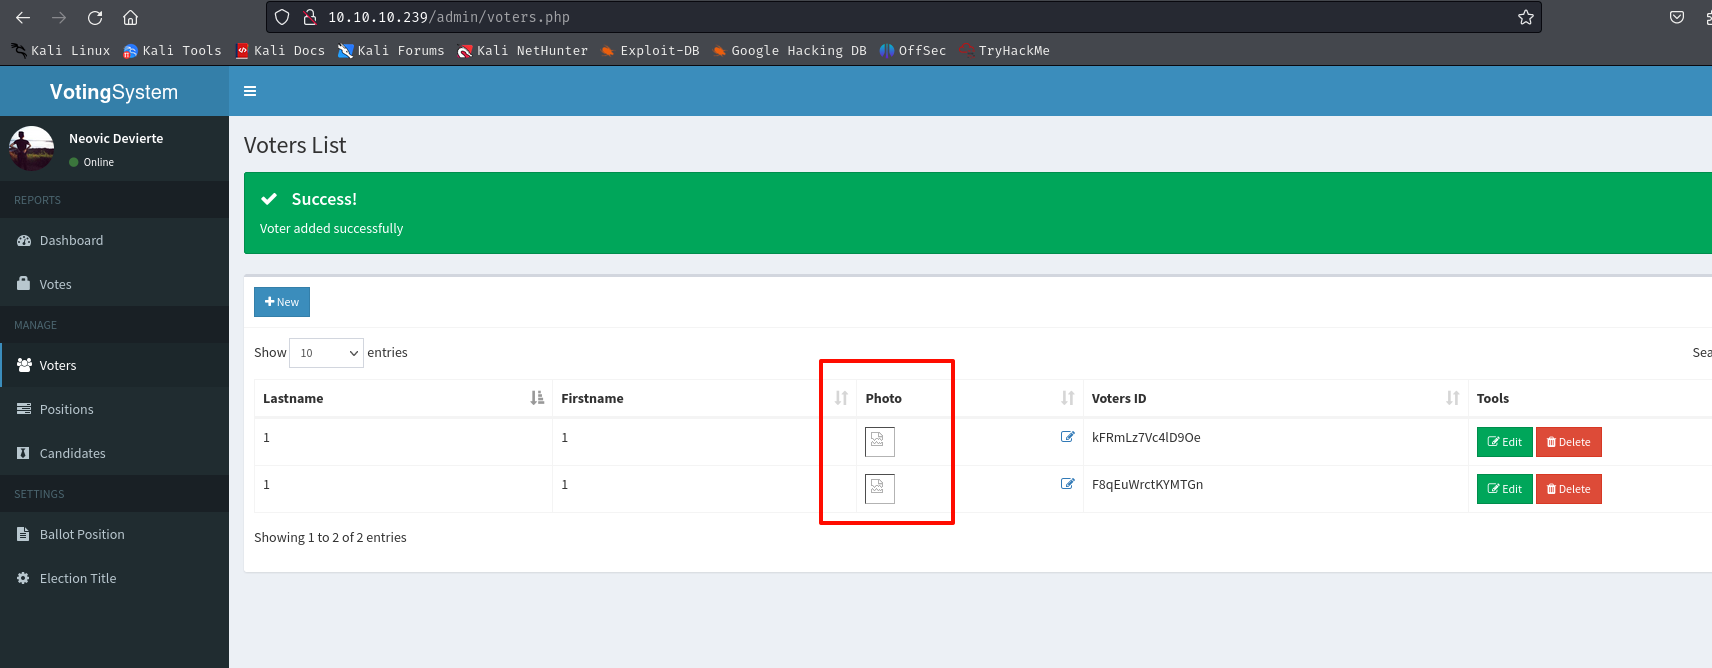 10.10.10.239/admin/voters.php
Kali Linux Kali Tools Kali Docs Kali Forums Kali NetHunter Exploit-DB Google Hacking DB OffSec TryHackMe
VotingSystem
Neovic Devierte
Online
REPORTS
Dashboard
Votes
MANAGE
Voters
Positions
Candidates
SETTINGS
Ballot Position
Election Title
Voters List
Success!
Voter added successfully
New
Show 10 entries
Sea
Lastname Firstname Photo Voters ID Tools
1 1 kFRmLz7Vc4lD9Oe Edit Delete
1 1 F8qEuWrctKYMTGn Edit Delete
Showing 1 to 2 of 2 entries